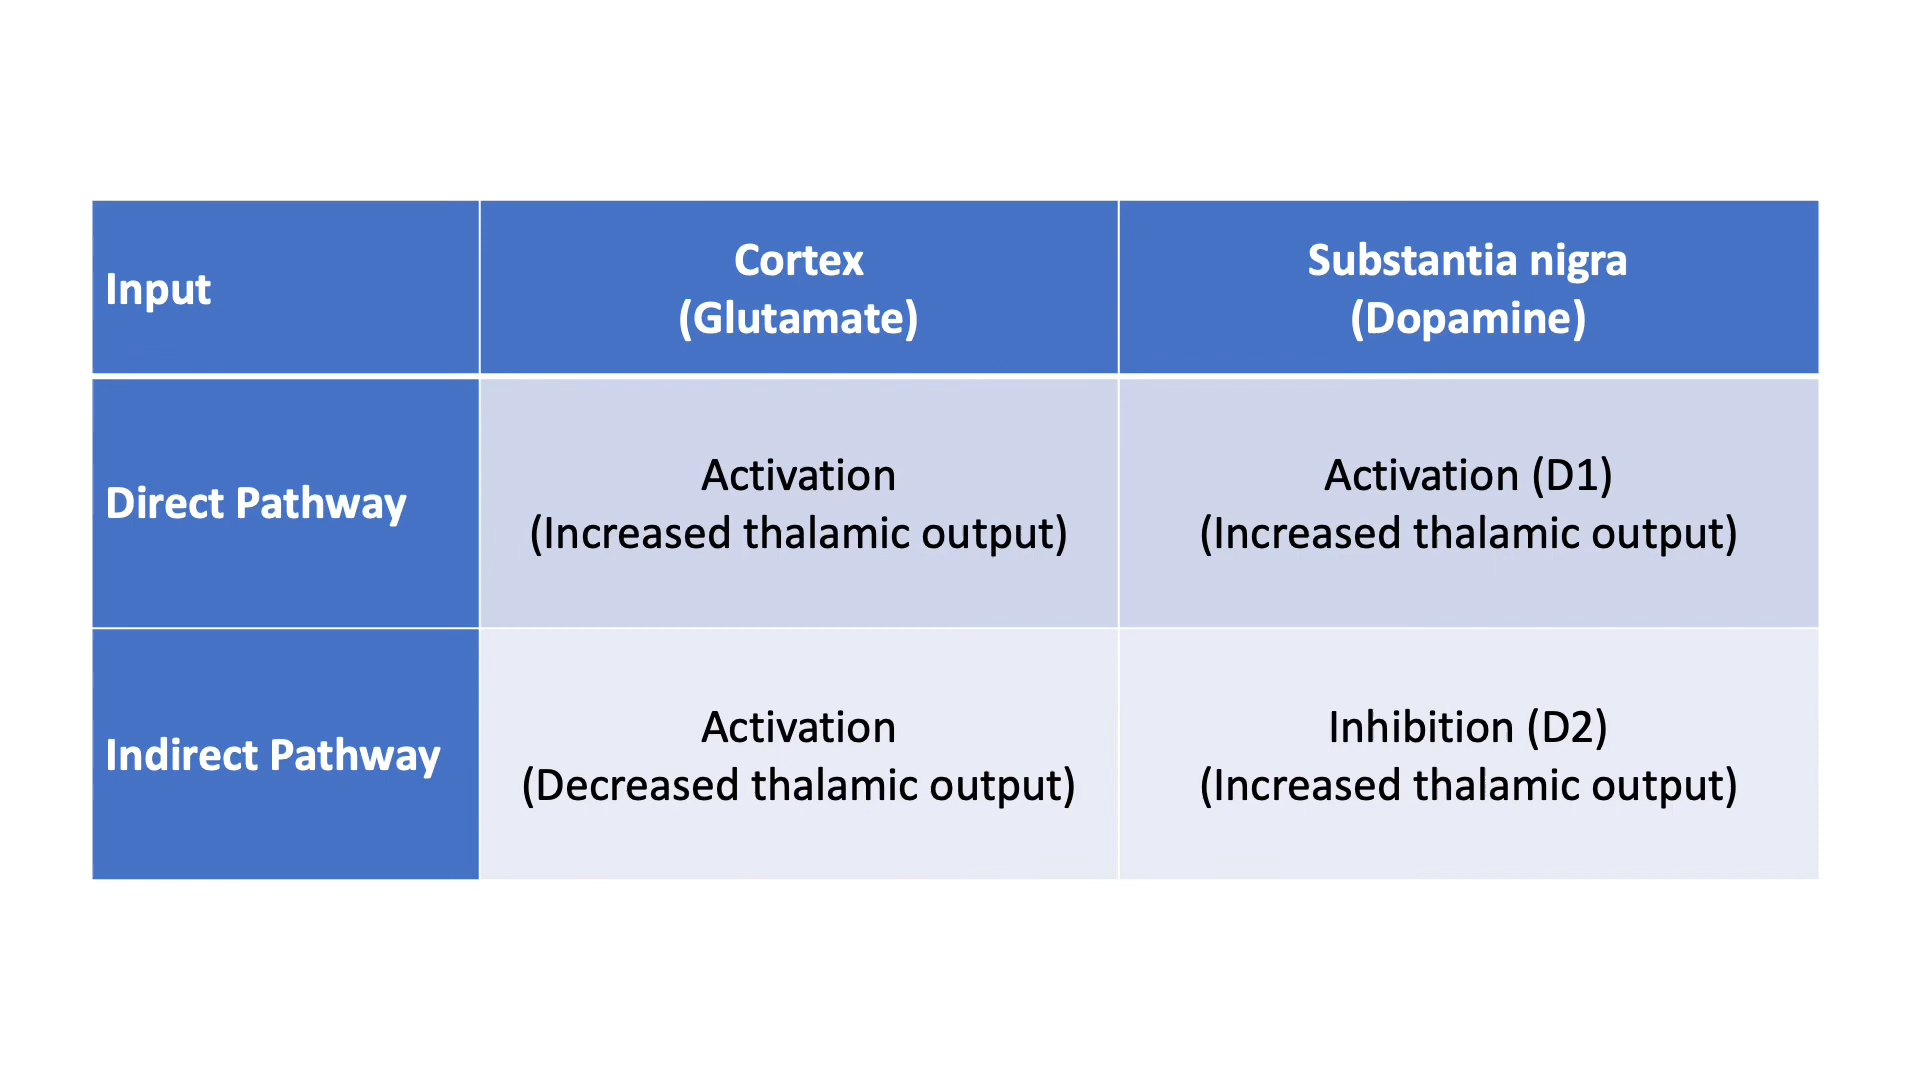 Input
Cortex
(Glutamate)
Substantia nigra
(Dopamine)
Direct Pathway
Activation
(Increased thalamic output)
Activation (D1)
(Increased thalamic output)
Indirect Pathway
Activation
(Decreased thalamic output)
Inhibition (D2)
(Increased thalamic output)